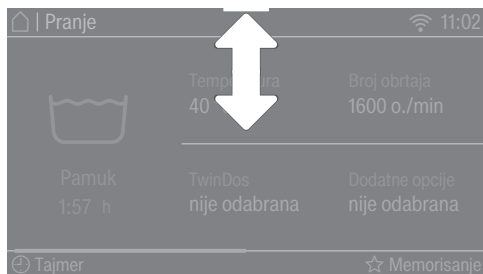 | Pranje 11:02
Temperatura Broj obrtaja
40 1600 o./min
Pamuk TwinDos Dodatne opcije
1:57 h nije odabrana nije odabrana
Tajmer Memorisanje